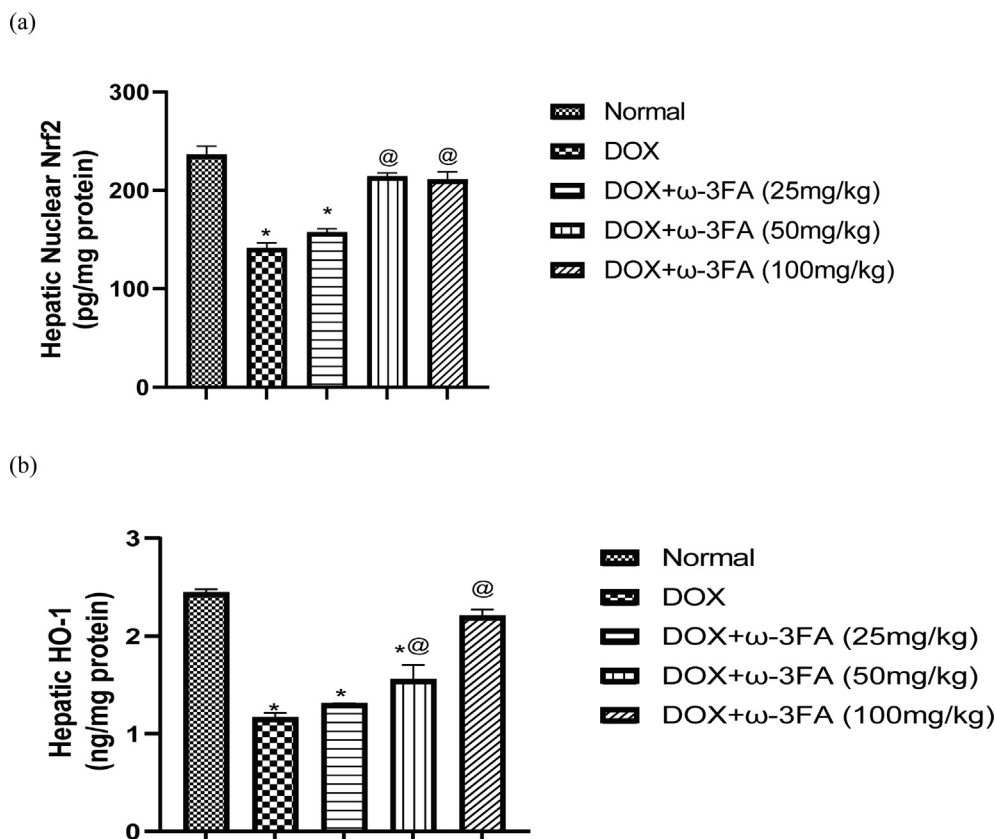 (a)
Hepatic Nuclear Nrf2
(pg/mg protein)
300
200
100
0
*
*
@
@
Normal
DOX
DOX+ω-3FA (25mg/kg)
DOX+ω-3FA (50mg/kg)
DOX+ω-3FA (100mg/kg)
(b)
Hepatic HO-1
(ng/mg protein)
3
2
1
0
*
*
*@
@
Normal
DOX
DOX+ω-3FA (25mg/kg)
DOX+ω-3FA (50mg/kg)
DOX+ω-3FA (100mg/kg)